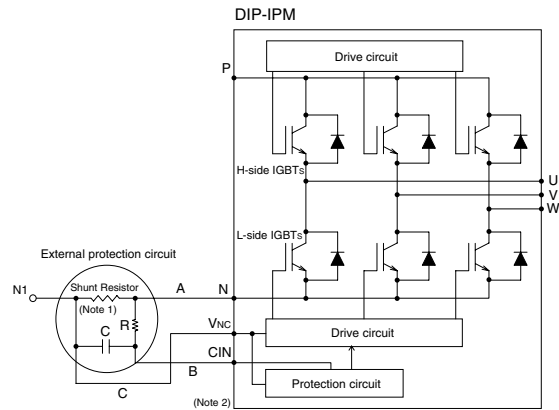 DIP-IPM
Drive circuit
P
H-side IGBTs
U
V
W
L-side IGBTs
External protection circuit
N1
Shunt Resistor
A
N
(Note 1)
R
C
VNC
Drive circuit
CIN
B
C
Protection circuit
(Note 2)